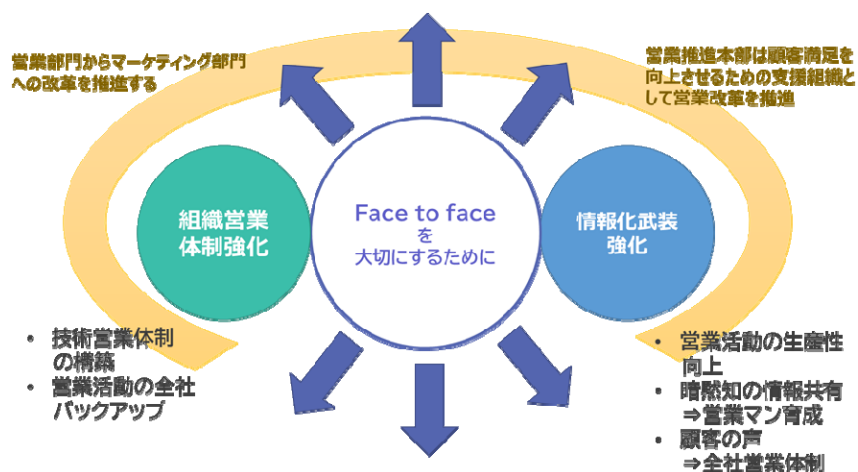 営業部門からマーケティング部門
への改革を推進する
営業推進本部は顧客満足を
向上させるための支援組織と
して営業改革を推進
組織営業
体制強化
Face to face
を
大切にするために
情報化武装
強化
• 技術営業体制
の構築
• 営業活動の全社
バックアップ
• 営業活動の生産性
向上
• 暗黙知の情報共有
⇒営業マン育成
• 顧客の声
⇒全社営業体制